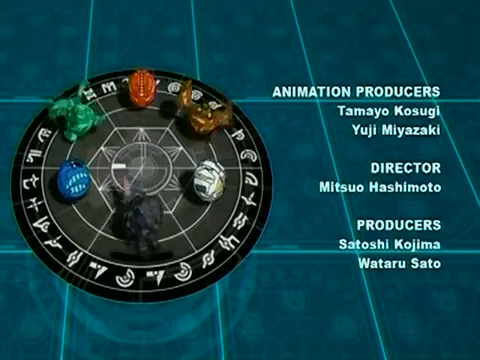 ANIMATION PRODUCERS
Tamayo Kosugi
Yuji Miyazaki
DIRECTOR
Mitsuo Hashimoto
PRODUCERS
Satoshi Kojima
Wataru Sato